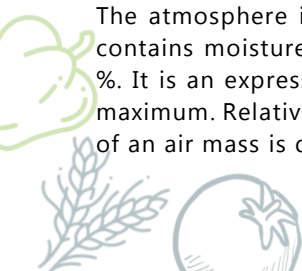 The atmosphere
contains moisture
%. It is an express
maximum. Relativ
of an air mass is